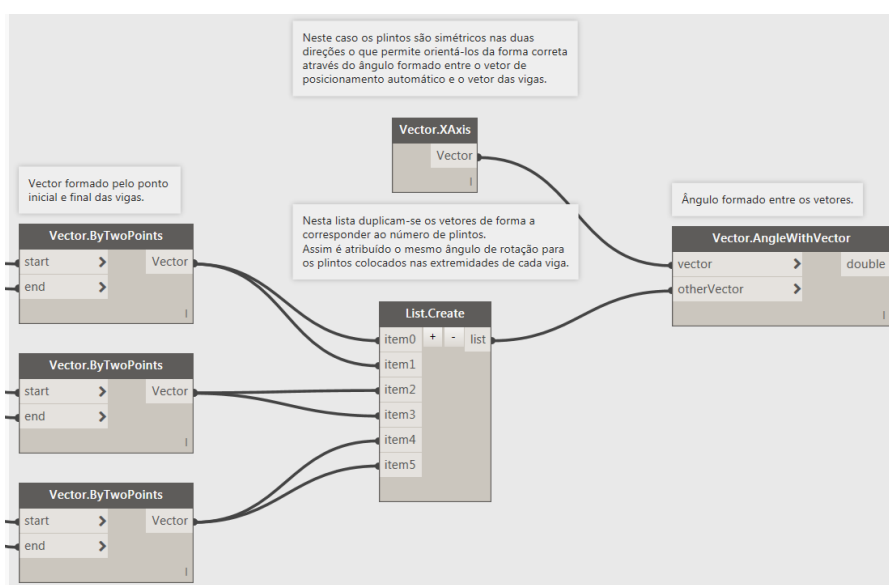 Neste caso os plintos são simétricos nas duas
direções o que permite orientá-los da forma correta
através do ângulo formado entre o vetor de
posicionamento automático e o vetor das vigas.
Vector.XAxis
Vector
I
Vector formado pelo ponto
inicial e final das vigas.
Vector.ByTwoPoints
start > Vector
end >
I
Nesta lista duplicam-se os vetores de forma a
corresponder ao número de plintos.
Assim é atribuído o mesmo ângulo de rotação para
os plintos colocados nas extremidades de cada viga.
Ângulo formado entre os vetores.
Vector.AngleWithVector
vector > double
otherVector >
I
List.Create
item0 + - list
item1
item2
item3
item4
item5
Vector.ByTwoPoints
start > Vector
end >
I
Vector.ByTwoPoints
start > Vector
end >
I